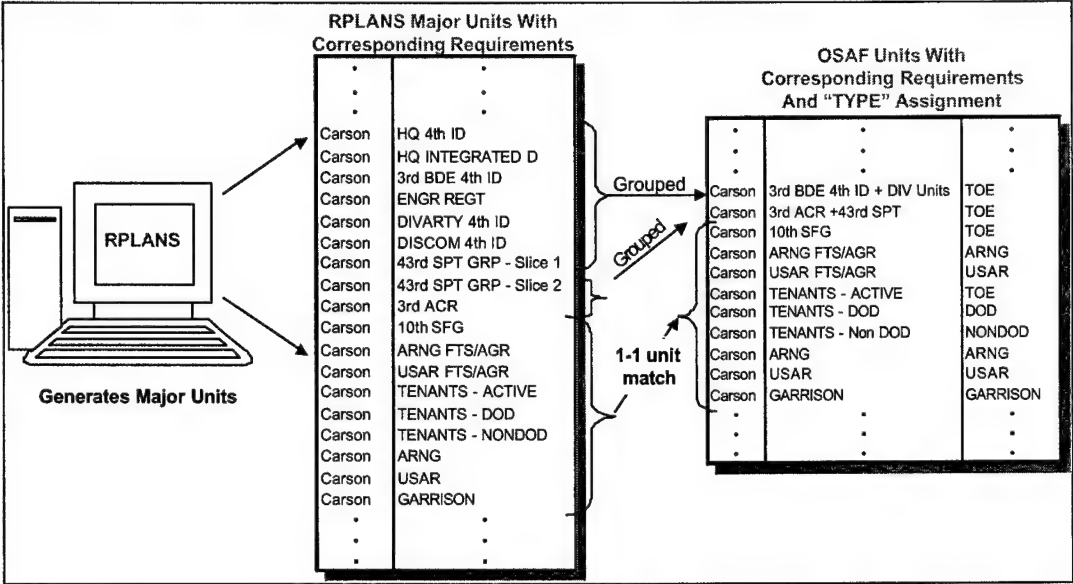 RPLANS Major Units With
Corresponding Requirements
OSAF Units With
Corresponding Requirements
And "TYPE" Assignment
RPLANS
Generates Major Units
Carson HQ 4th ID
Carson HQ INTEGRATED D
Carson 3rd BDE 4th ID
Carson ENGR REGT
Carson DIVARTY 4th ID
Carson DISCOM 4th ID
Carson 43rd SPT GRP - Slice 1
Carson 43rd SPT GRP - Slice 2
Carson 3rd ACR
Carson 10th SFG
Carson ARNG FTS/AGR
Carson USAR FTS/AGR
Carson TENANTS - ACTIVE
Carson TENANTS - DOD
Carson TENANTS - NONDOD
Carson ARNG
Carson USAR
Carson GARRISON
Grouped
Grouped
1-1 unit
match
Carson 3rd BDE 4th ID + DIV Units TOE
Carson 3rd ACR +43rd SPT TOE
Carson 10th SFG TOE
Carson ARNG FTS/AGR ARNG
Carson USAR FTS/AGR USAR
Carson TENANTS - ACTIVE TOE
Carson TENANTS - DOD DOD
Carson TENANTS - Non DOD NONDOD
Carson ARNG ARNG
Carson USAR USAR
Carson GARRISON GARRISON